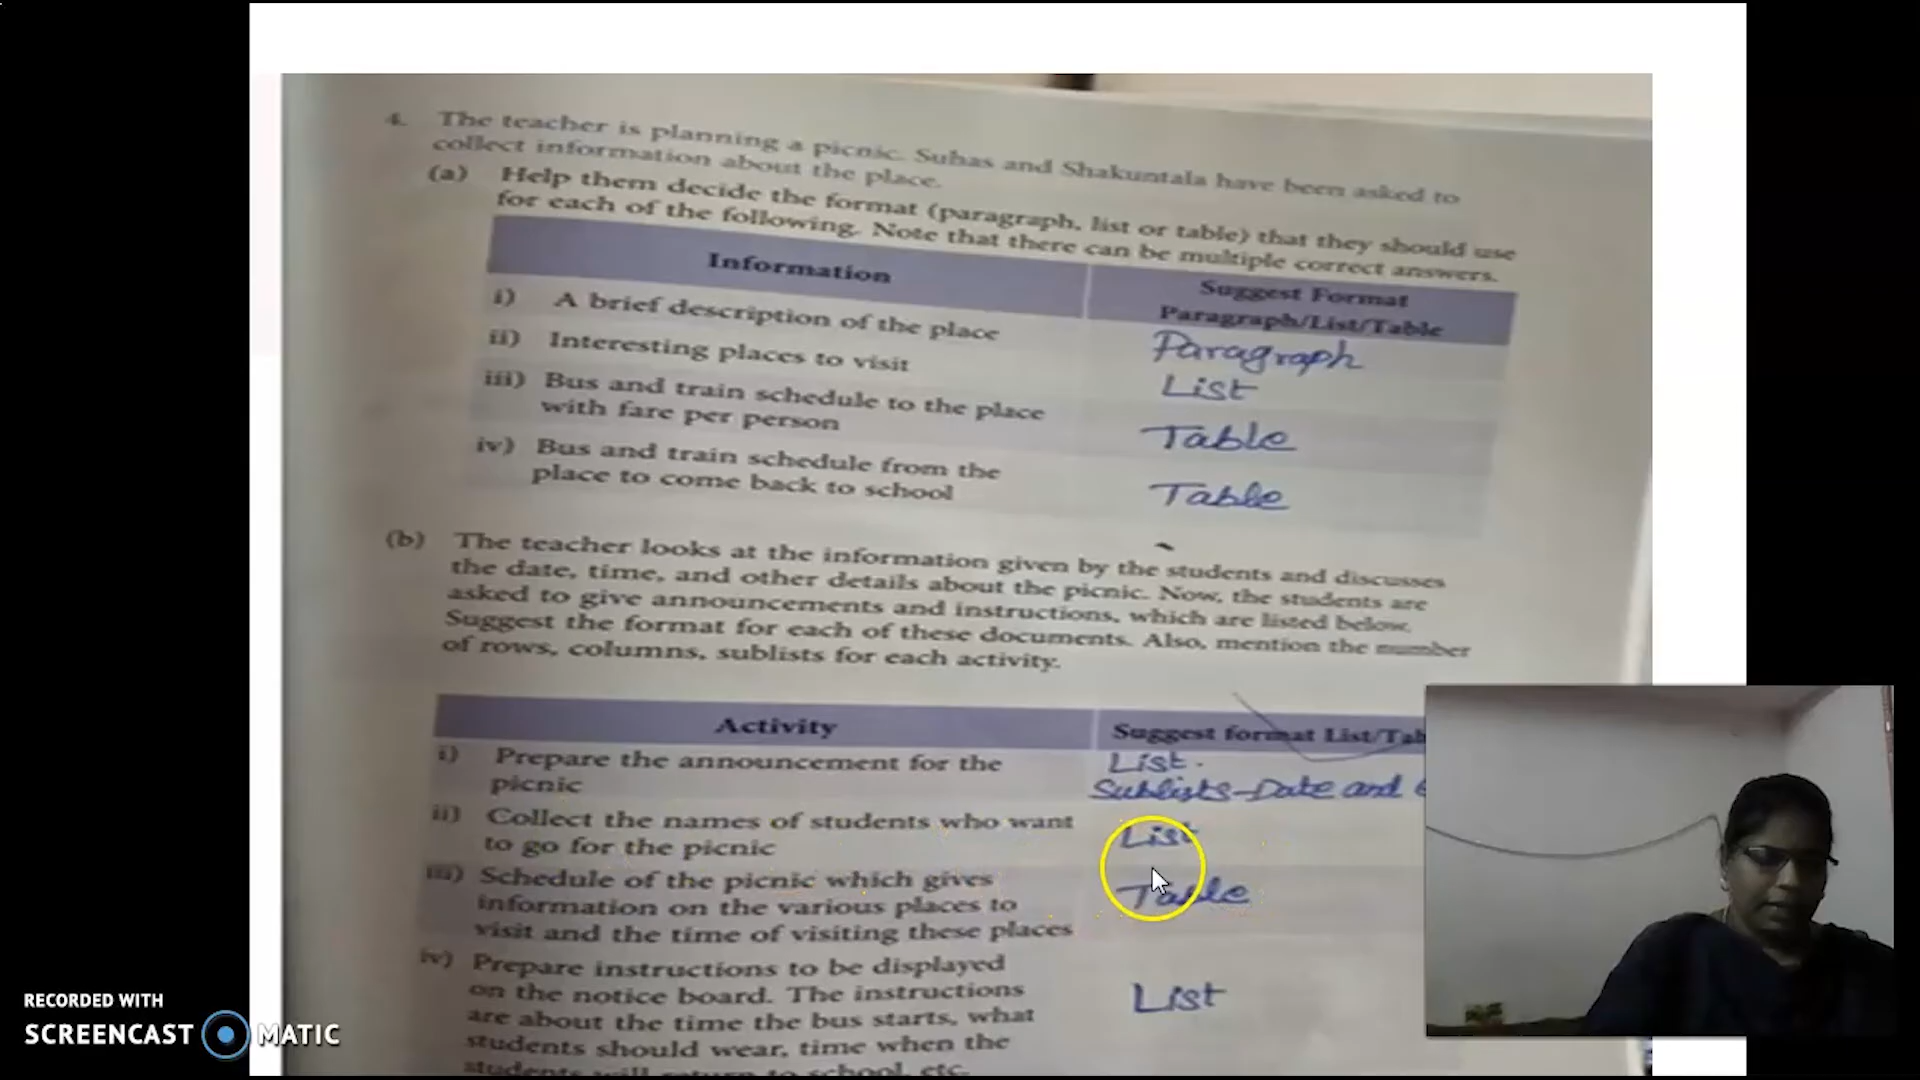 4. The teacher is planning a picnic. Suhas and Shakuntala have been asked to
collect information about the place.
(a) Help them decide the format (paragraph, list or table) that they should use
for each of the following. Note that there can be multiple correct answers.
Information
Suggest Format
Paragraph/List/Table
i) A brief description of the place
Paragraph
ii) Interesting places to visit
List
iii) Bus and train schedule to the place
with fare per person
Table
iv) Bus and train schedule from the
place to come back to school
Table
(b) The teacher looks at the information given by the students and discusses
the date, time, and other details about the picnic. Now, the students are
asked to give announcements and instructions, which are listed below.
Suggest the format for each of these documents. Also, mention the number
of rows, columns, sublists for each activity.
Activity
Suggest format List/Tab
i) Prepare the announcement for the
picnic
List.
Sublists-Date and
ii) Collect the names of students who want
to go for the picnic
List
iii) Schedule of the picnic which gives
information on the various places to
visit and the time of visiting these places
Table
iv) Prepare instructions to be displayed
on the notice board. The instructions
are about the time the bus starts, what
students should wear, time when the
students will return to school, etc.
List
RECORDED WITH
SCREENCAST MATIC